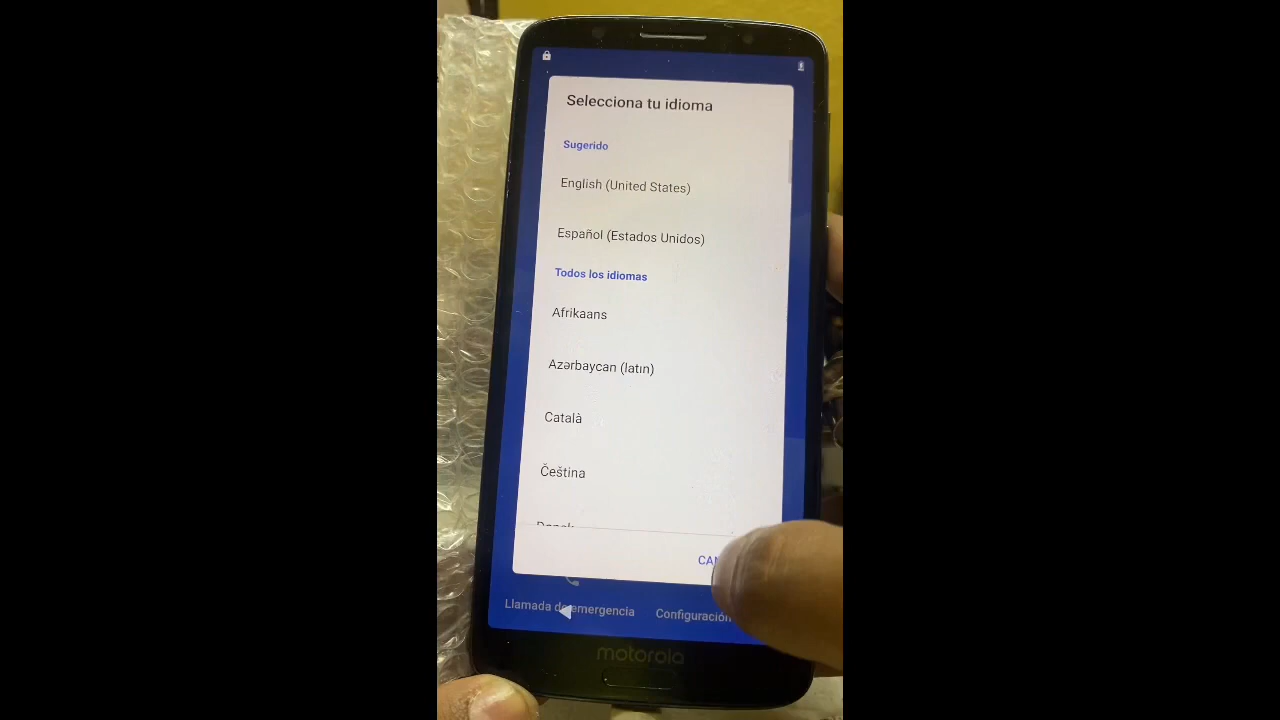 Selecciona tu idioma
Sugerido
English (United States)
Español (Estados Unidos)
Todos los idiomas
Afrikaans
Azərbaycan (latın)
Català
Čeština
Llamada de emergencia
Configuración
motorola